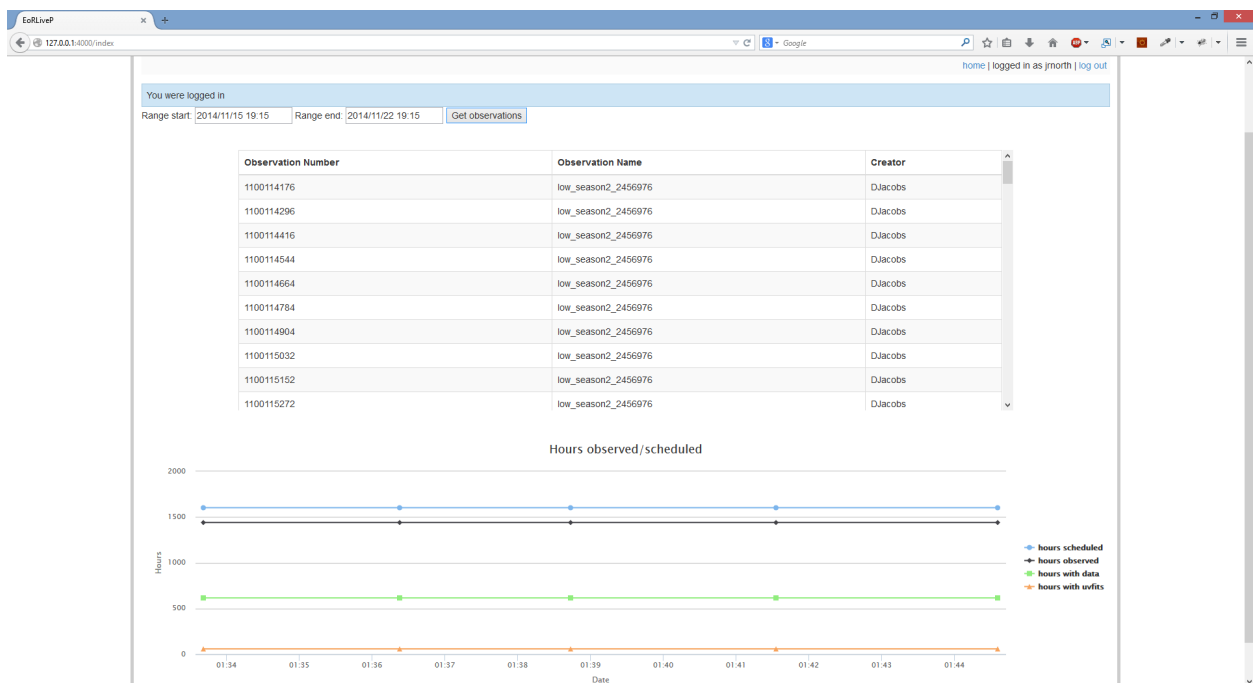 EoRLiveP
127.0.0.1:4000/index
Google
home | logged in as jrnorth | log out
You were logged in
Range start: 2014/11/15 19:15 Range end: 2014/11/22 19:15 Get observations
Observation Number Observation Name Creator
1100114176 low_season2_2456976 DJacobs
1100114296 low_season2_2456976 DJacobs
1100114416 low_season2_2456976 DJacobs
1100114544 low_season2_2456976 DJacobs
1100114664 low_season2_2456976 DJacobs
1100114784 low_season2_2456976 DJacobs
1100114904 low_season2_2456976 DJacobs
1100115032 low_season2_2456976 DJacobs
1100115152 low_season2_2456976 DJacobs
1100115272 low_season2_2456976 DJacobs
Hours observed/scheduled
2000
1500
1000
500
0
Hours
01:34 01:35 01:36 01:37 01:38 01:39 01:40 01:41 01:42 01:43 01:44
Date
hours scheduled
hours observed
hours with data
hours with uvfits